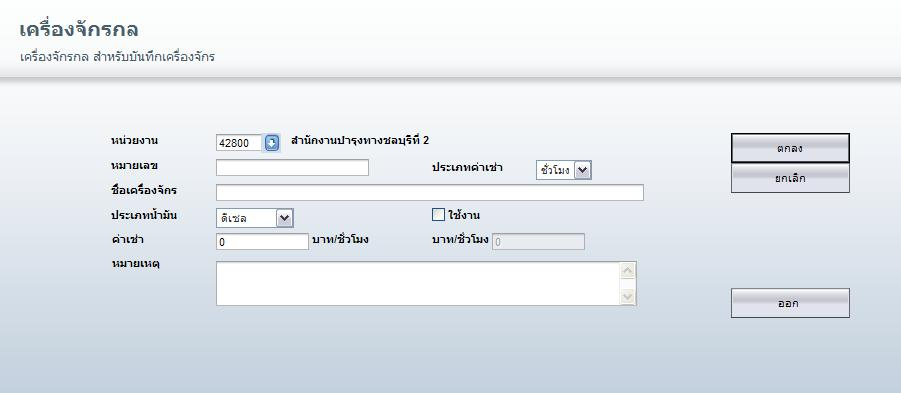 เครื่องจักรกล
เครื่องจักรกล สำหรับบันทึกเครื่องจักร
หน่วยงาน 42800 สำนักงานบำรุงทางชลบุรีที่ 2 ตกลง
หมายเลข ประเภทค่าเช่า ชั่วโมง ยกเลิก
ชื่อเครื่องจักร
ประเภทน้ำมัน ดีเซล ใช้งาน
ค่าเช่า 0 บาท/ชั่วโมง บาท/ชั่วโมง 0
หมายเหตุ
ออก